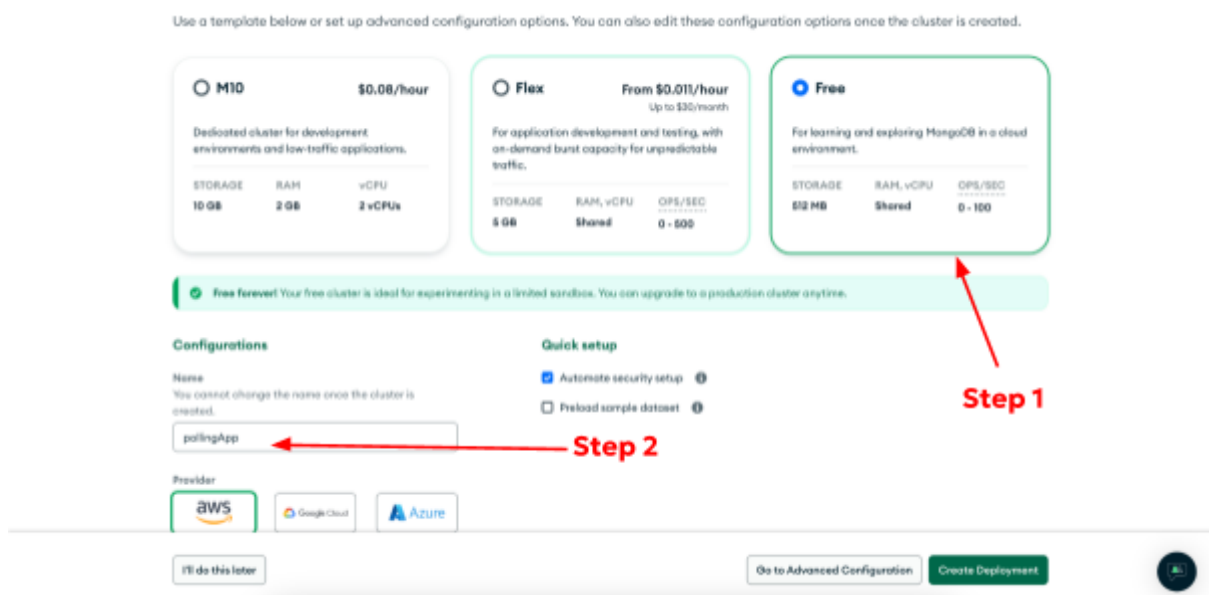 Use a template below or set up advanced configuration options. You can also edit these configuration options once the cluster is created.
M10 $0.08/hour
Dedicated cluster for development
environments and low-traffic applications.
STORAGE RAM vCPU
10 GB 2 GB 2 vCPUs
Flex From $0.011/hour
Up to $30/month
For application development and testing, with
on-demand burst capacity for unpredictable
traffic.
STORAGE RAM, vCPU OPS/SEC
5 GB Shared 0 - 500
Free
For learning and exploring MongoDB in a cloud
environment.
STORAGE RAM, vCPU OPS/SEC
512 MB Shared 0 - 100
Free forever! Your free cluster is ideal for experimenting in a limited sandbox. You can upgrade to a production cluster anytime.
Step 1
Configurations
Name
You cannot change the name once the cluster is
created.
pollingApp
Step 2
Quick setup
Automate security setup
Preload sample dataset
Provider
aws Google Cloud Azure
I'll do this later Go to Advanced Configuration Create Deployment